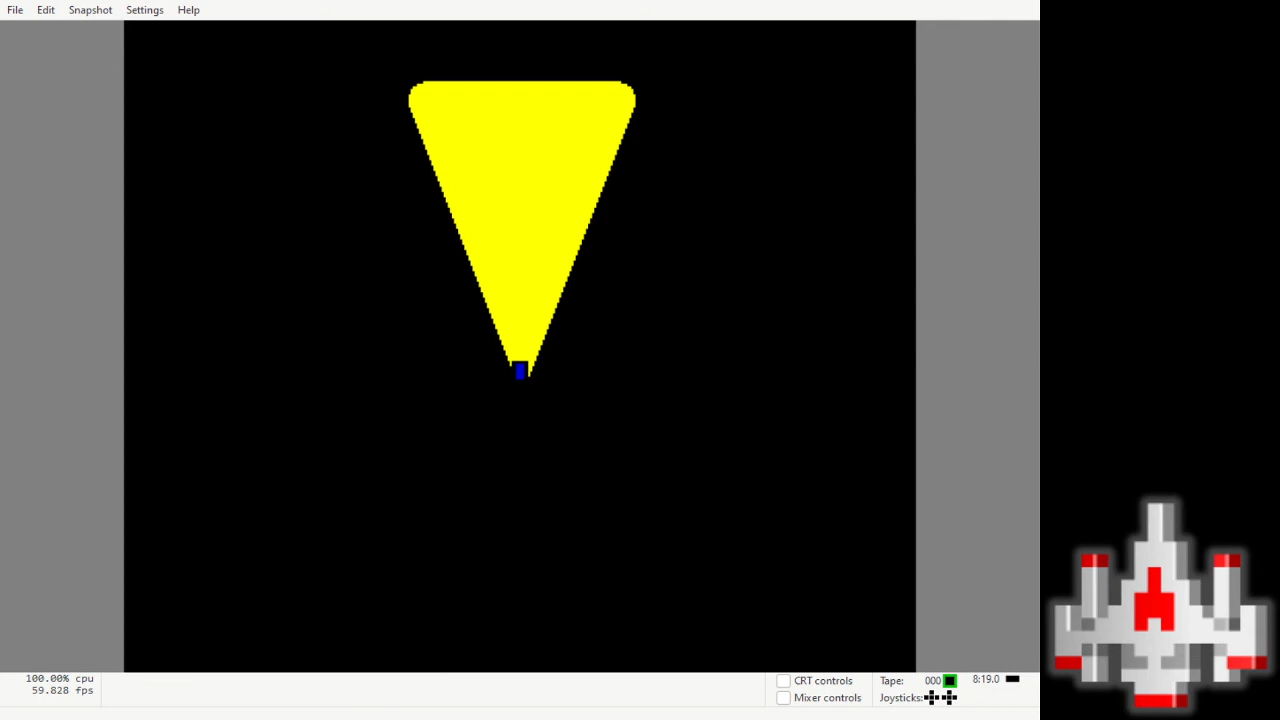 File Edit Snapshot Settings Help
100.00% cpu
59.828 fps
CRT controls
Mixer controls
Tape: 000
Joysticks:
8:19.0